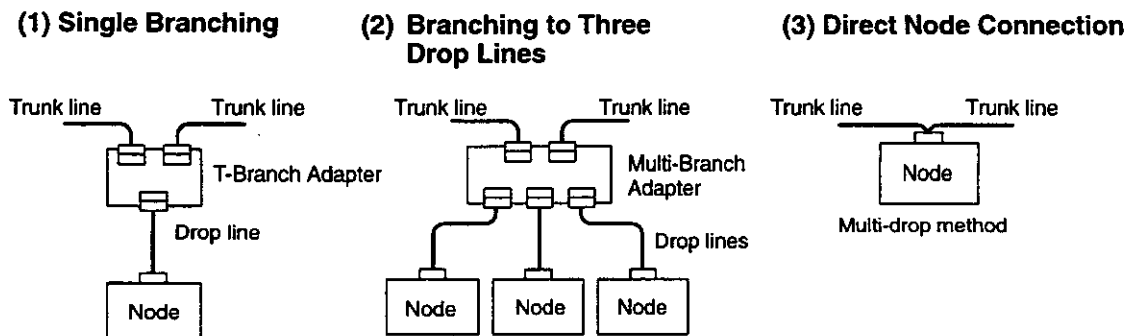 (1) Single Branching
Trunk line
Trunk line
T-Branch Adapter
Drop line
Node
(2) Branching to Three
Drop Lines
Trunk line
Trunk line
Multi-Branch
Adapter
Drop lines
Node
Node
Node
(3) Direct Node Connection
Trunk line
Trunk line
Node
Multi-drop method